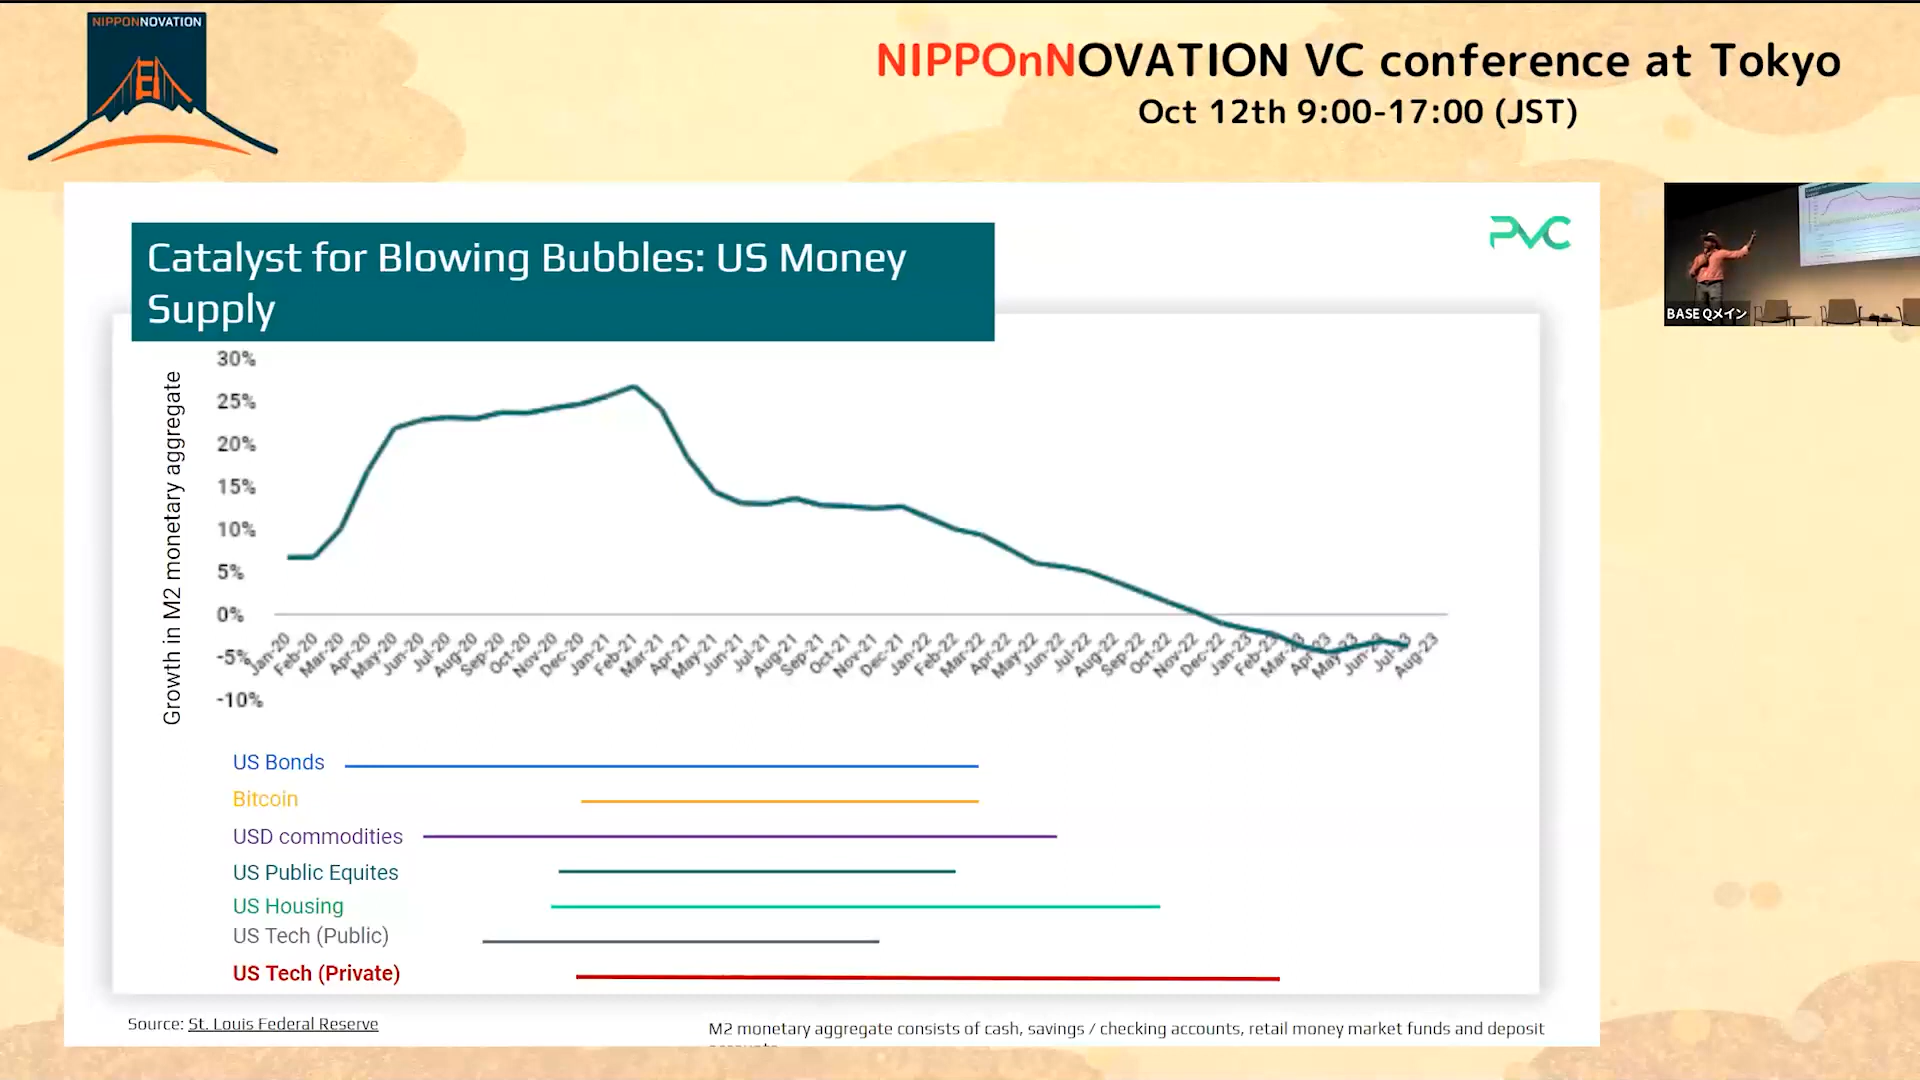 NIPPONNOVATION
NIPPOnNOVATION VC conference at Tokyo
Oct 12th 9:00-17:00 (JST)
PVC
Catalyst for Blowing Bubbles: US Money
Supply
BASE Qメイン
Growth in M2 monetary aggregate
30%
25%
20%
15%
10%
5%
0%
-5%
-10%
Jan-20
Feb-20
Mar-20
Apr-20
May-20
Jun-20
Jul-20
Aug-20
Sep-20
Oct-20
Nov-20
Dec-20
Jan-21
Feb-21
Mar-21
Apr-21
May-21
Jun-21
Jul-21
Aug-21
Sep-21
Oct-21
Nov-21
Dec-21
Jan-22
Feb-22
Mar-22
Apr-22
May-22
Jun-22
Jul-22
Aug-22
Sep-22
Oct-22
Nov-22
Dec-22
Jan-23
Feb-23
Mar-23
Apr-23
May-23
Jun-23
Jul-23
Aug-23
US Bonds
Bitcoin
USD commodities
US Public Equites
US Housing
US Tech (Public)
US Tech (Private)
Source: St. Louis Federal Reserve
M2 monetary aggregate consists of cash, savings / checking accounts, retail money market funds and deposit